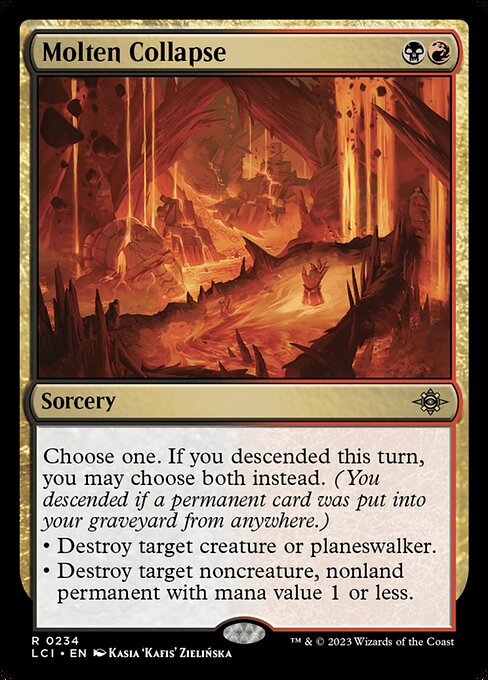 Molten Collapse
Sorcery
Choose one. If you descended this turn,
you may choose both instead. (You
descended if a permanent card was put into
your graveyard from anywhere.)
• Destroy target creature or planeswalker.
• Destroy target noncreature, nonland
permanent with mana value 1 or less.
R 0234
LCI • EN Kasia ‘Kafis’ Zielińska
™ & © 2023 Wizards of the Coast